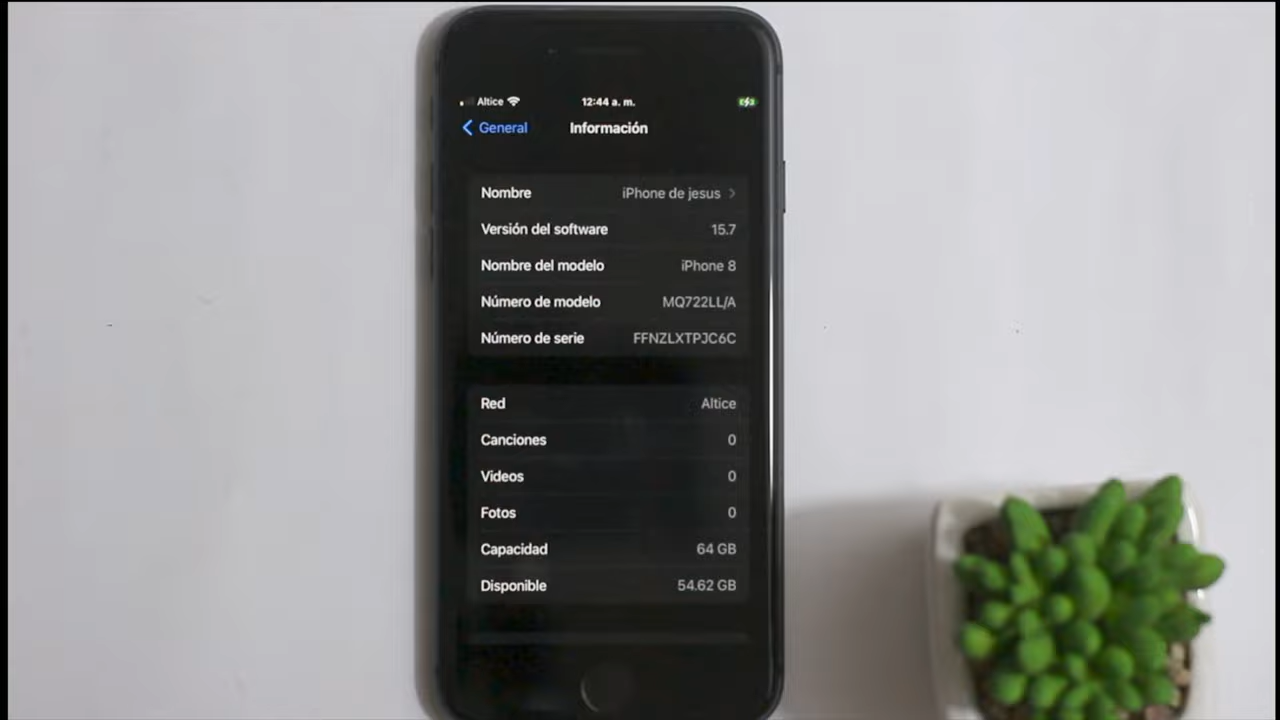 Altice 12:44 a. m.
General Información
Nombre iPhone de jesus
Versión del software 15.7
Nombre del modelo iPhone 8
Número de modelo MQ722LL/A
Número de serie FFNZLXTPJC6C
Red Altice
Canciones 0
Videos 0
Fotos 0
Capacidad 64 GB
Disponible 54.62 GB